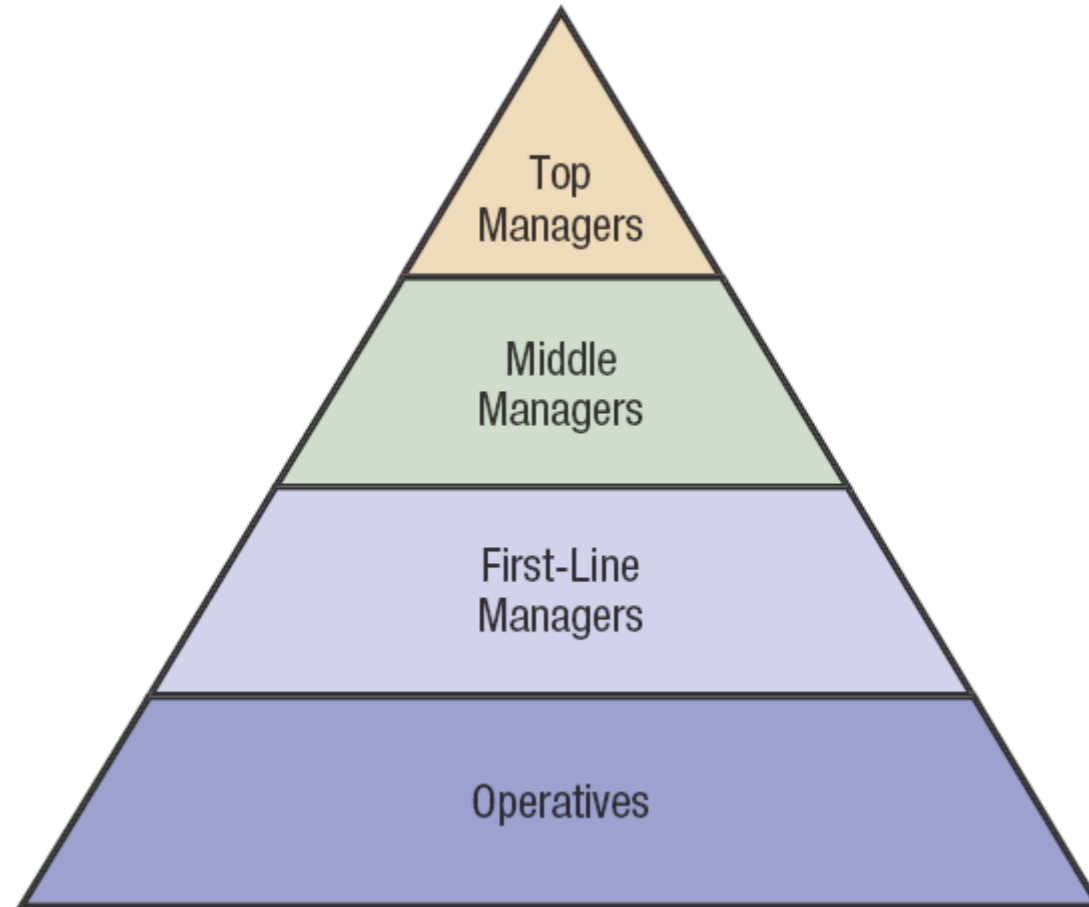 Top
Managers
Middle
Managers
First-Line
Managers
Operatives